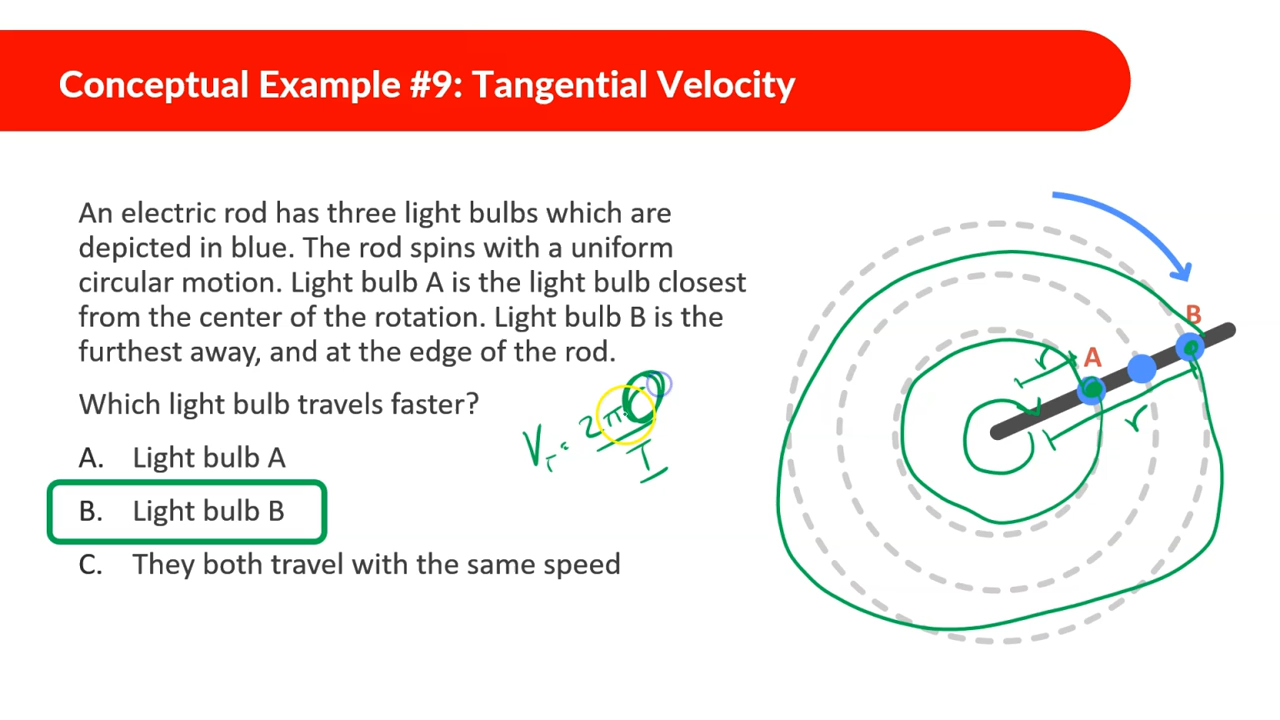 Conceptual Example #9: Tangential Velocity
An electric rod has three light bulbs which are
depicted in blue. The rod spins with a uniform
circular motion. Light bulb A is the light bulb closest
from the center of the rotation. Light bulb B is the
furthest away, and at the edge of the rod.
Which light bulb travels faster?
A. Light bulb A
B. Light bulb B
C. They both travel with the same speed
V_T = 2π
T
B
A
r
r